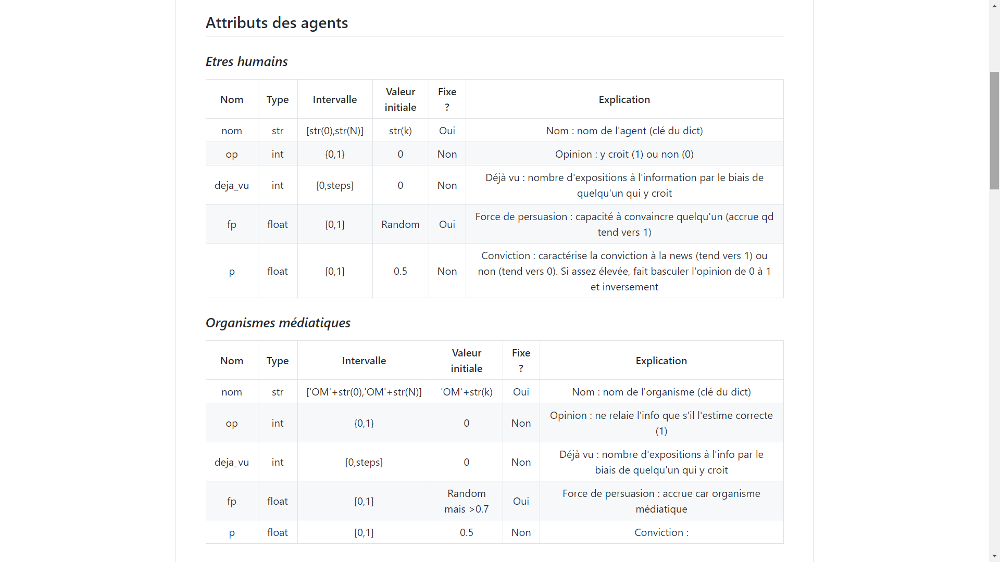 Attributs des agents
Etres humains
Nom Type Intervalle Valeur initiale Fixe ? Explication
nom str [str(0),str(N)] str(k) Oui Nom : nom de l'agent (clé du dict)
op int {0,1} 0 Non Opinion : y croit (1) ou non (0)
deja_vu int [0,steps] 0 Non Déjà vu : nombre d'expositions à l'information par le biais de
quelqu'un qui y croit
fp float [0,1] Random Oui Force de persuasion : capacité à convaincre quelqu'un (accrue qd
tend vers 1)
p float [0,1] 0.5 Non Conviction : caractérise la conviction à la news (tend vers 1) ou
non (tend vers 0). Si assez élevée, fait basculer l'opinion de 0 à 1
et inversement
Organismes médiatiques
Nom Type Intervalle Valeur initiale Fixe ? Explication
nom str ['OM'+str(0),'OM'+str(N)] 'OM'+str(k) Oui Nom : nom de l'organisme (clé du dict)
op int {0,1} 0 Non Opinion : ne relaie l'info que s'il l'estime correcte
(1)
deja_vu int [0,steps] 0 Non Déjà vu : nombre d'expositions à l'info par le
biais de quelqu'un qui y croit
fp float [0,1] Random mais >0.7 Oui Force de persuasion : accrue car organisme
médiatique
p float [0,1] 0.5 Non Conviction :